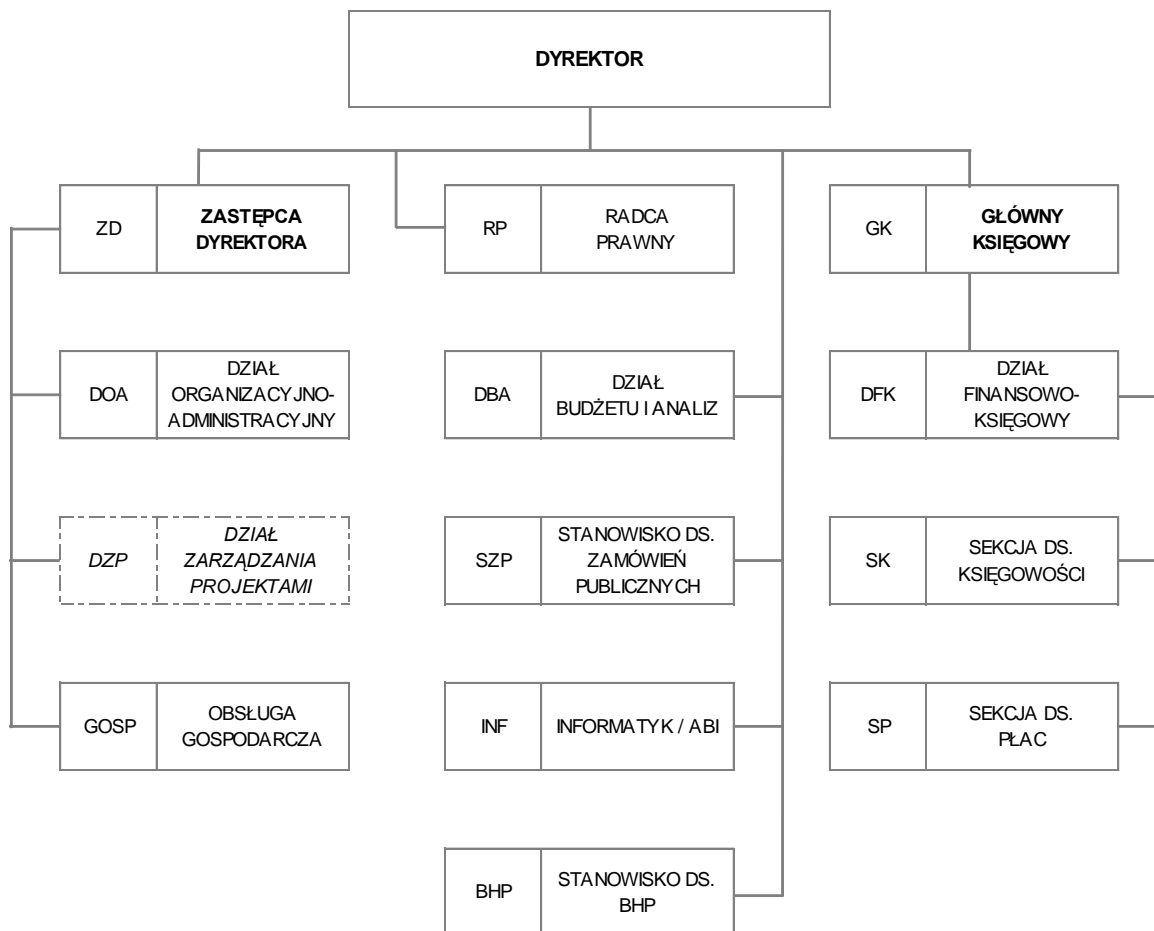 DYREKTOR
ZD
ZASTĘPCA
DYREKTORA
RP
RADCA
PRAWNY
GK
GŁÓWNY
KSIĘGOWY
DOA
DZIAŁ
ORGANIZACYJNO-
ADMINISTRACYJNY
DBA
DZIAŁ
BUDŻETU I ANALIZ
DFK
DZIAŁ
FINANSOWO-
KSIĘGOWY
DZP
DZIAŁ
ZARZĄDZANIA
PROJEKTAMI
SZP
STANOWISKO DS.
ZAMÓWIEŃ
PUBLICZNYCH
SK
SEKCJA DS.
KSIĘGOWOŚCI
GOSP
OBSŁUGA
GOSPODARCZA
INF
INFORMATYK / ABI
SP
SEKCJA DS.
PŁAC
BHP
STANOWISKO DS.
BHP